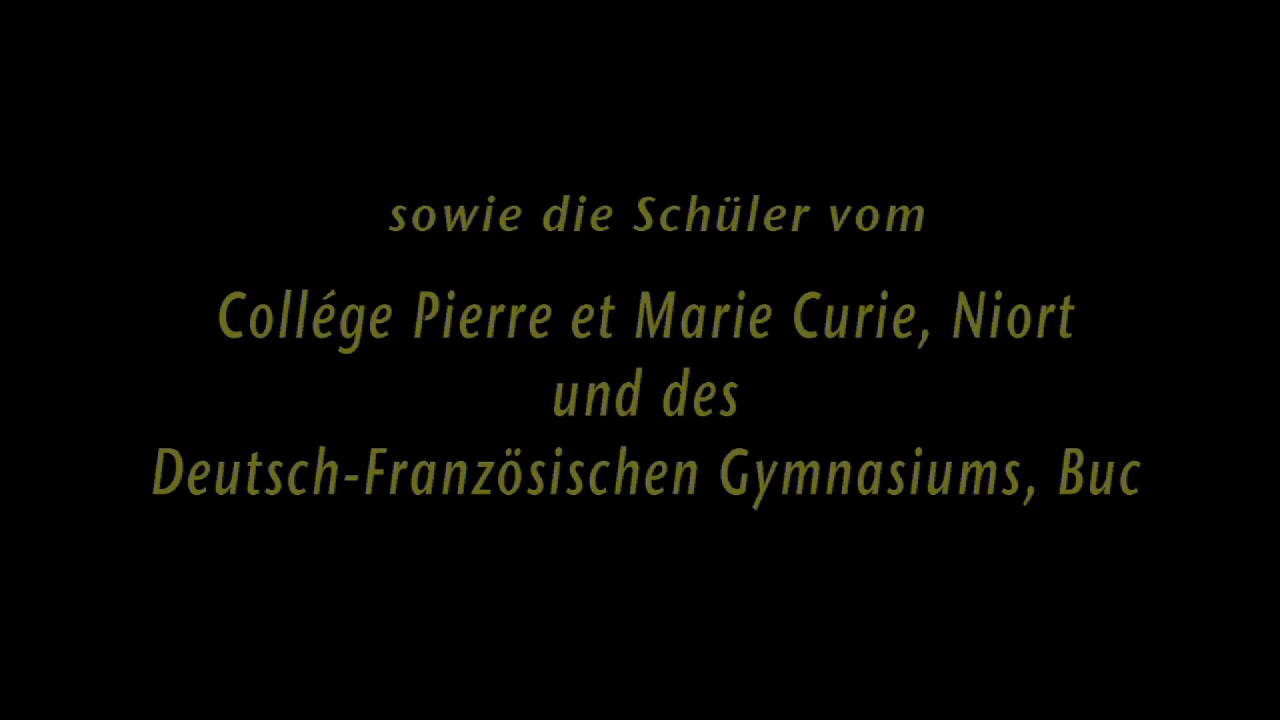 sowie die Schüler vom
Collége Pierre et Marie Curie, Niort
und des
Deutsch-Französischen Gymnasiums, Buc